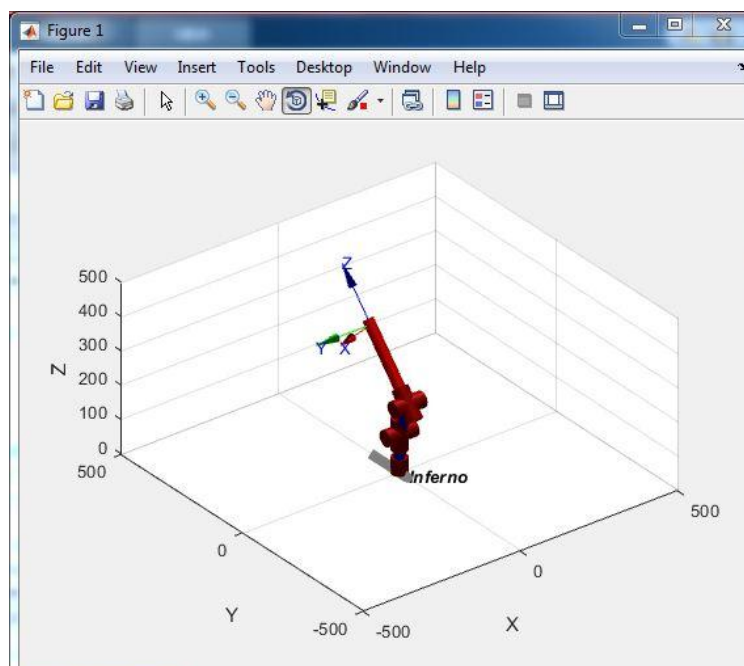 Figure 1
File Edit View Insert Tools Desktop Window Help
500
400
300
200
100
0
Z
Z
Y X
Inferno
500
0
-500
Y
-500
0
500
X